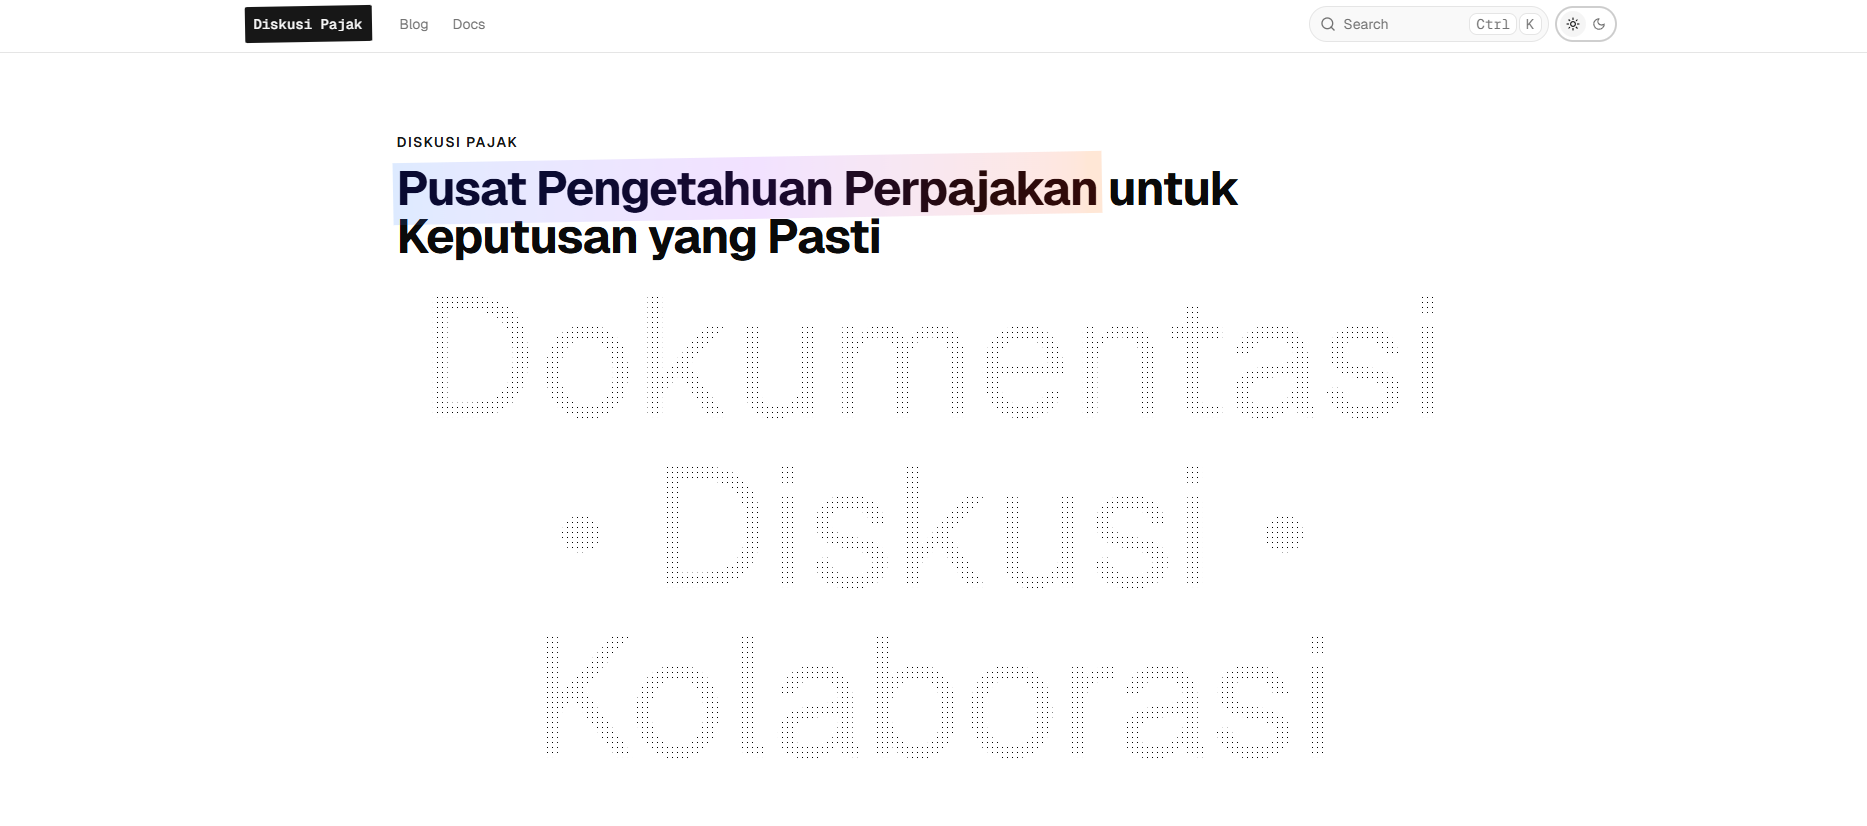 Diskusi Pajak
Blog
Docs
Search
Ctrl K
DISKUSI PAJAK
Pusat Pengetahuan Perpajakan untuk
Keputusan yang Pasti
Dokumentasi
• Diskusi •
Kolaborasi